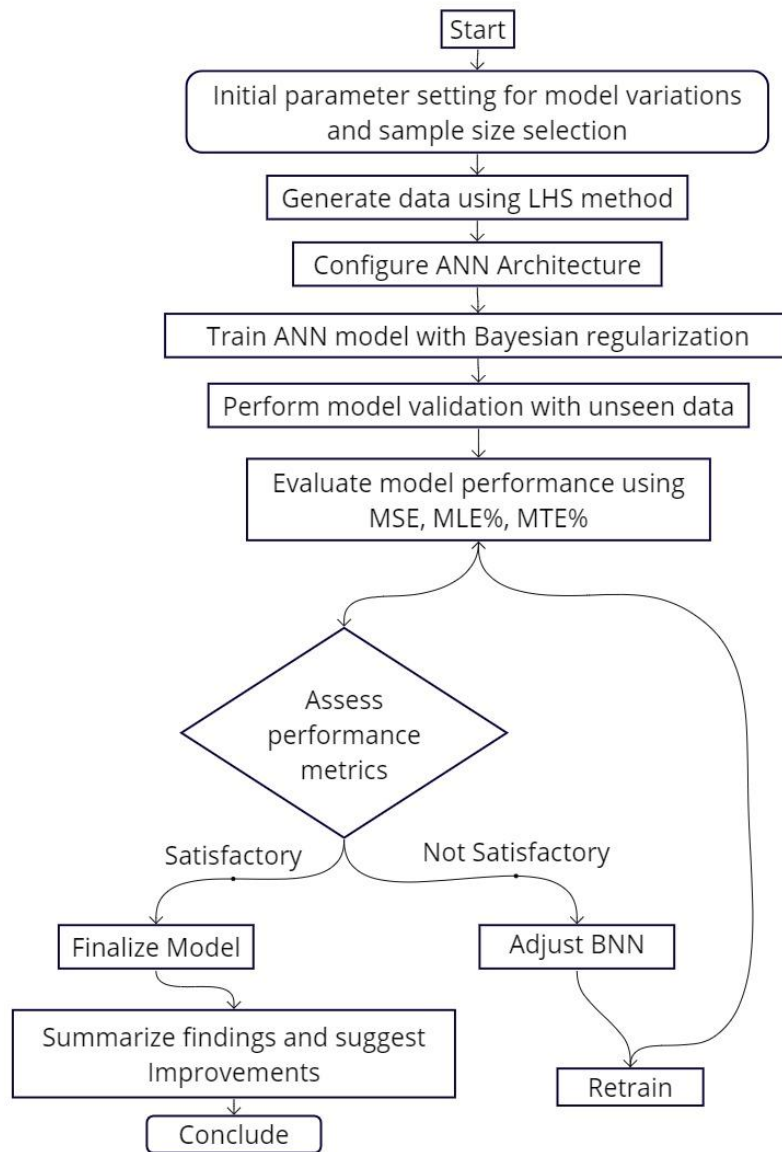 Start
Initial parameter setting for model variations
and sample size selection
Generate data using LHS method
Configure ANN Architecture
Train ANN model with Bayesian regularization
Perform model validation with unseen data
Evaluate model performance using
MSE, MLE%, MTE%
Assess
performance
metrics
Satisfactory
Not Satisfactory
Finalize Model
Adjust BNN
Summarize findings and suggest
Improvements
Retrain
Conclude